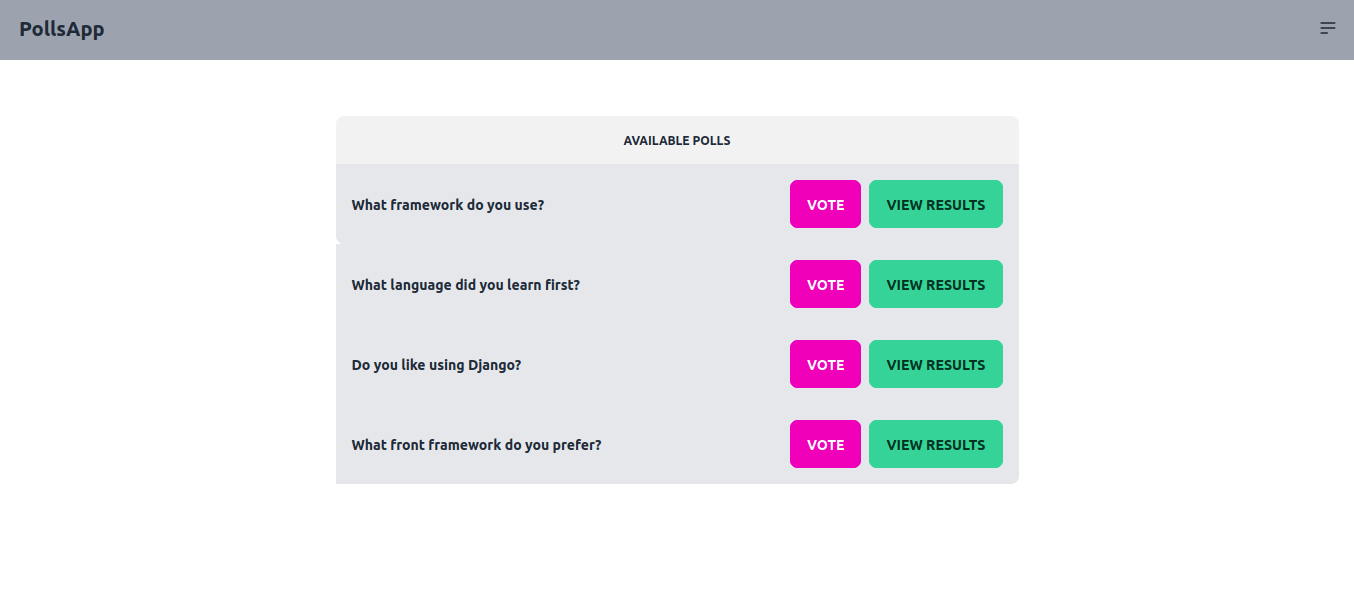 PollsApp
AVAILABLE POLLS
What framework do you use? VOTE VIEW RESULTS
What language did you learn first? VOTE VIEW RESULTS
Do you like using Django? VOTE VIEW RESULTS
What front framework do you prefer? VOTE VIEW RESULTS